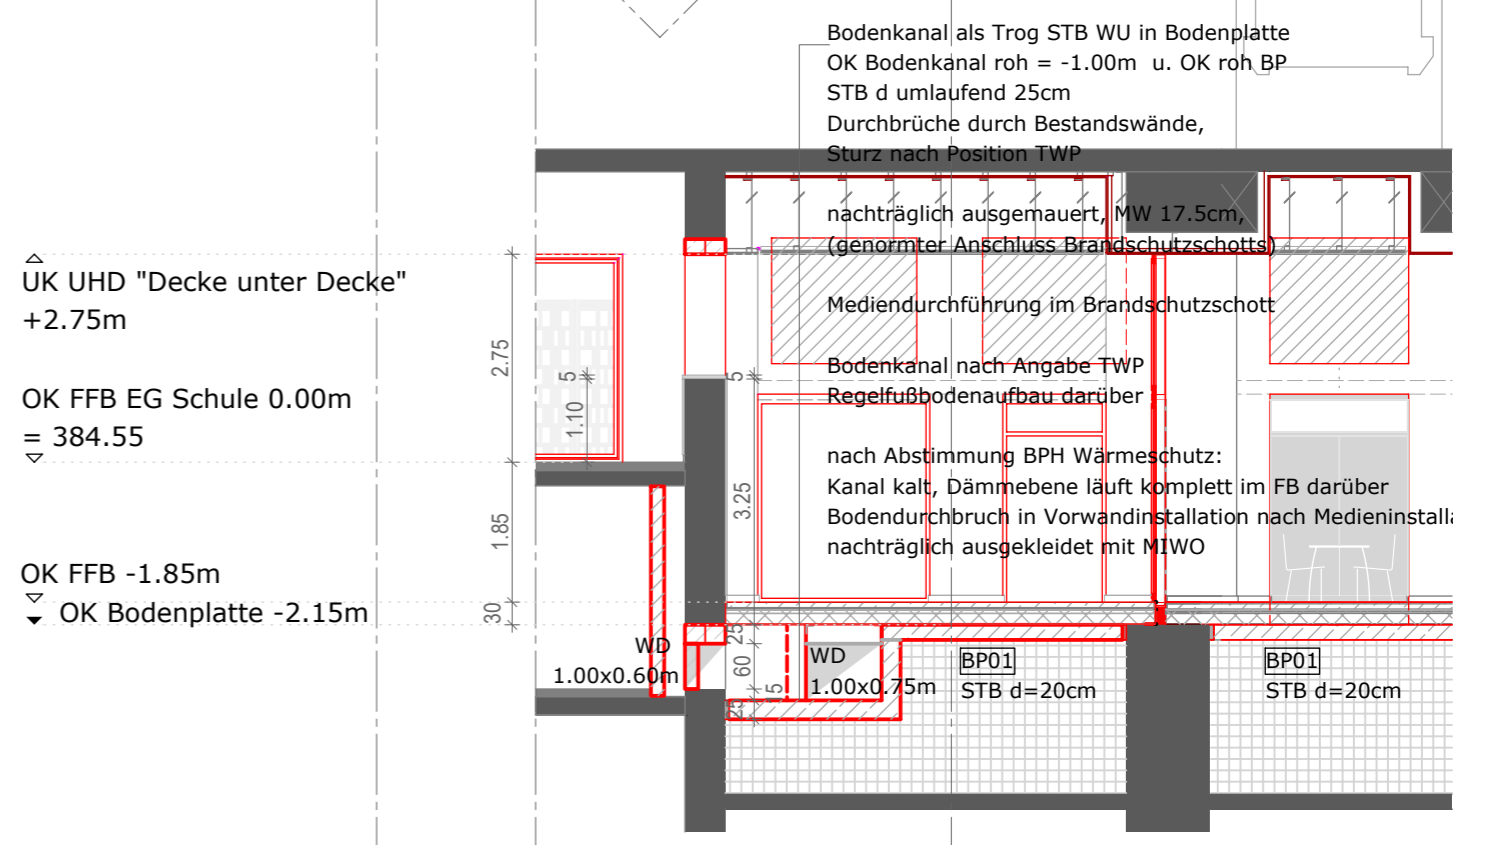 Bodenkanal als Trog STB WU in Bodenplatte
OK Bodenkanal roh = -1.00m u. OK roh BP
STB d umlaufend 25cm
Durchbrüche durch Bestandswände,
Sturz nach Position TWP
nachträglich ausgemauert, MW 17.5cm,
(genormter Anschluss Brandschutzschotts)
Mediendurchführung im Brandschutzschott
Bodenkanal nach Angabe TWP
Regelfußbodenaufbau darüber
nach Abstimmung BPH Wärmeschutz:
Kanal kalt, Dämmebene läuft komplett im FB darüber
Bodendurchbruch in Vorwandinstallation nach Medieninstalla
nachträglich ausgekleidet mit MIWO
UK UHD "Decke unter Decke"
+2.75m
OK FFB EG Schule 0.00m
= 384.55
OK FFB -1.85m
OK Bodenplatte -2.15m
2.75
1.85
30
5
1.10
5
3.25
25
60
15
25
WD
1.00x0.60m
WD
1.00x0.75m
BP01
STB d=20cm
BP01
STB d=20cm